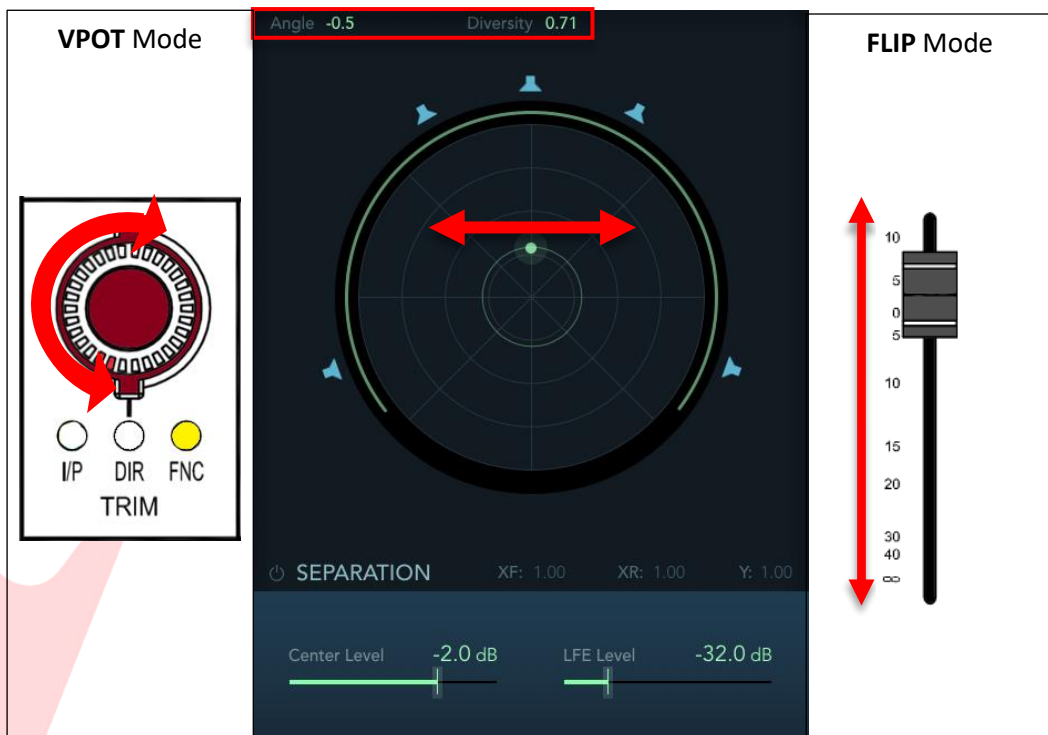 VPOT Mode
Angle -0.5 Diversity 0.71
FLIP Mode
I/P DIR FNC
TRIM
10
5
0
5
10
15
20
30
40
∞
SEPARATION XF: 1.00 XR: 1.00 Y: 1.00
Center Level -2.0 dB LFE Level -32.0 dB